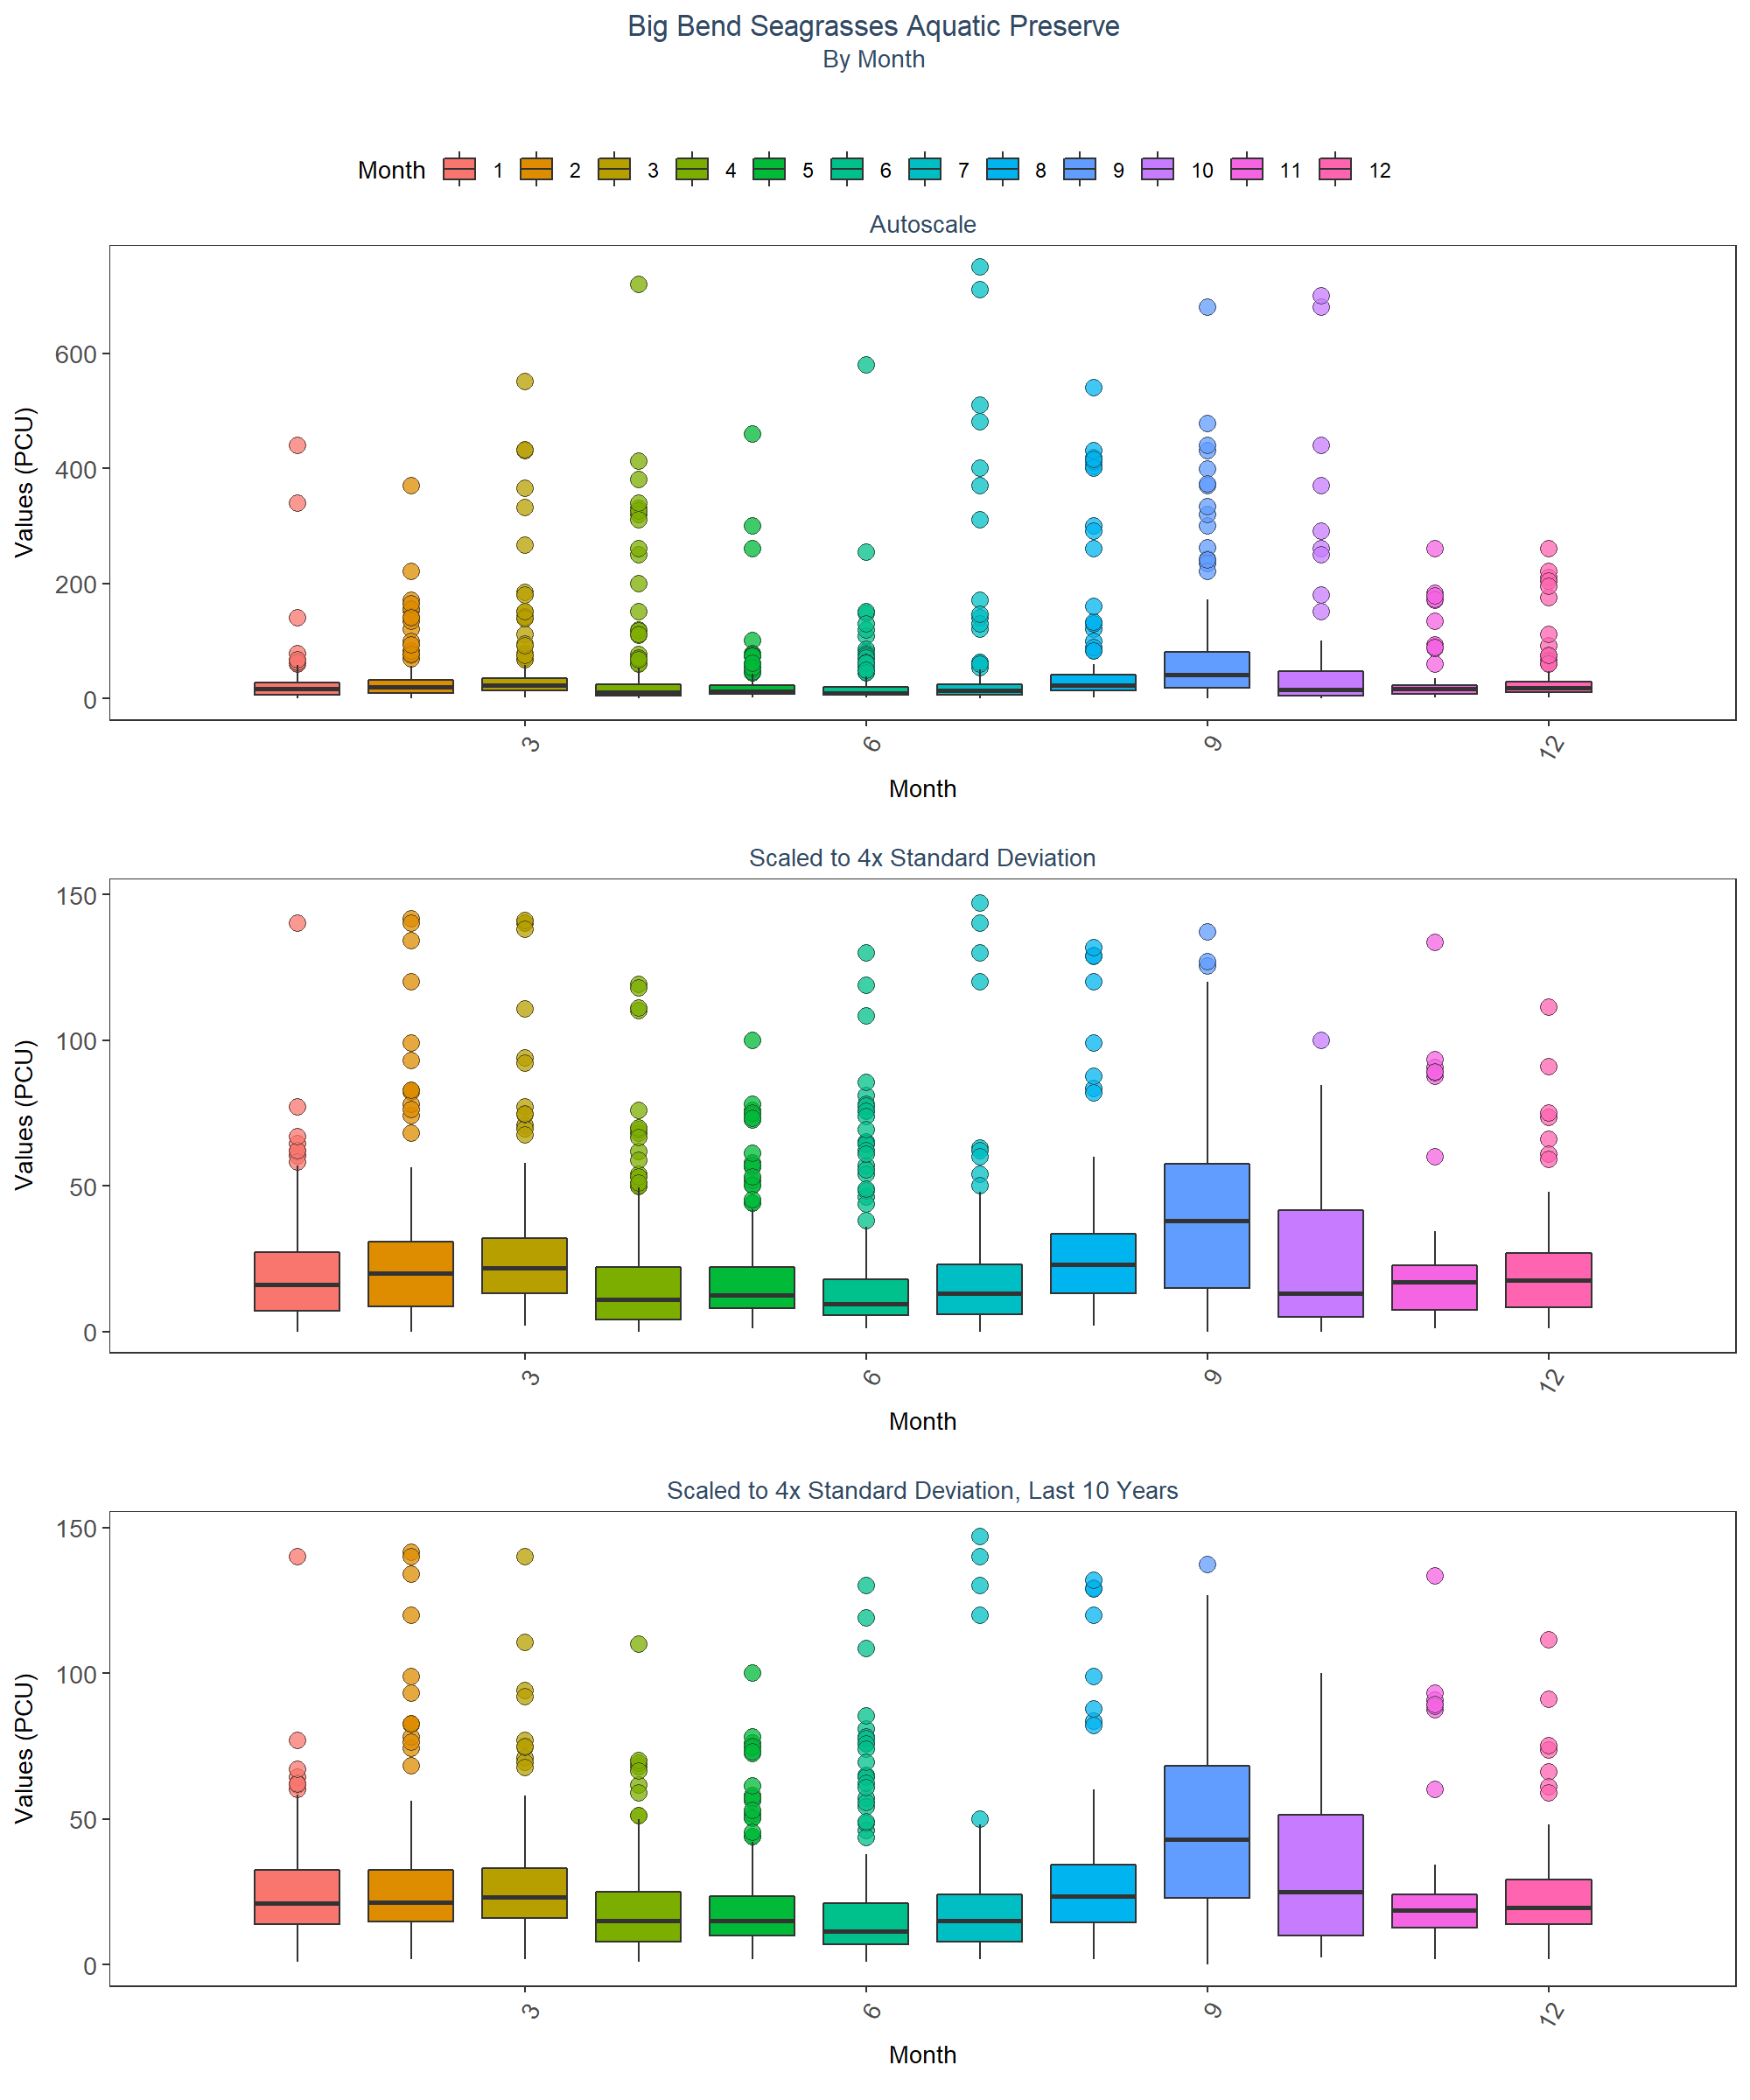 Big Bend Seagrasses Aquatic Preserve
By Month
Month 1 2 3 4 5 6 7 8 9 10 11 12
Autoscale
Values (PCU)
600
400
200
0
3 6 9 12
Month
Scaled to 4x Standard Deviation
Values (PCU)
150
100
50
0
3 6 9 12
Month
Scaled to 4x Standard Deviation, Last 10 Years
Values (PCU)
150
100
50
0
3 6 9 12
Month